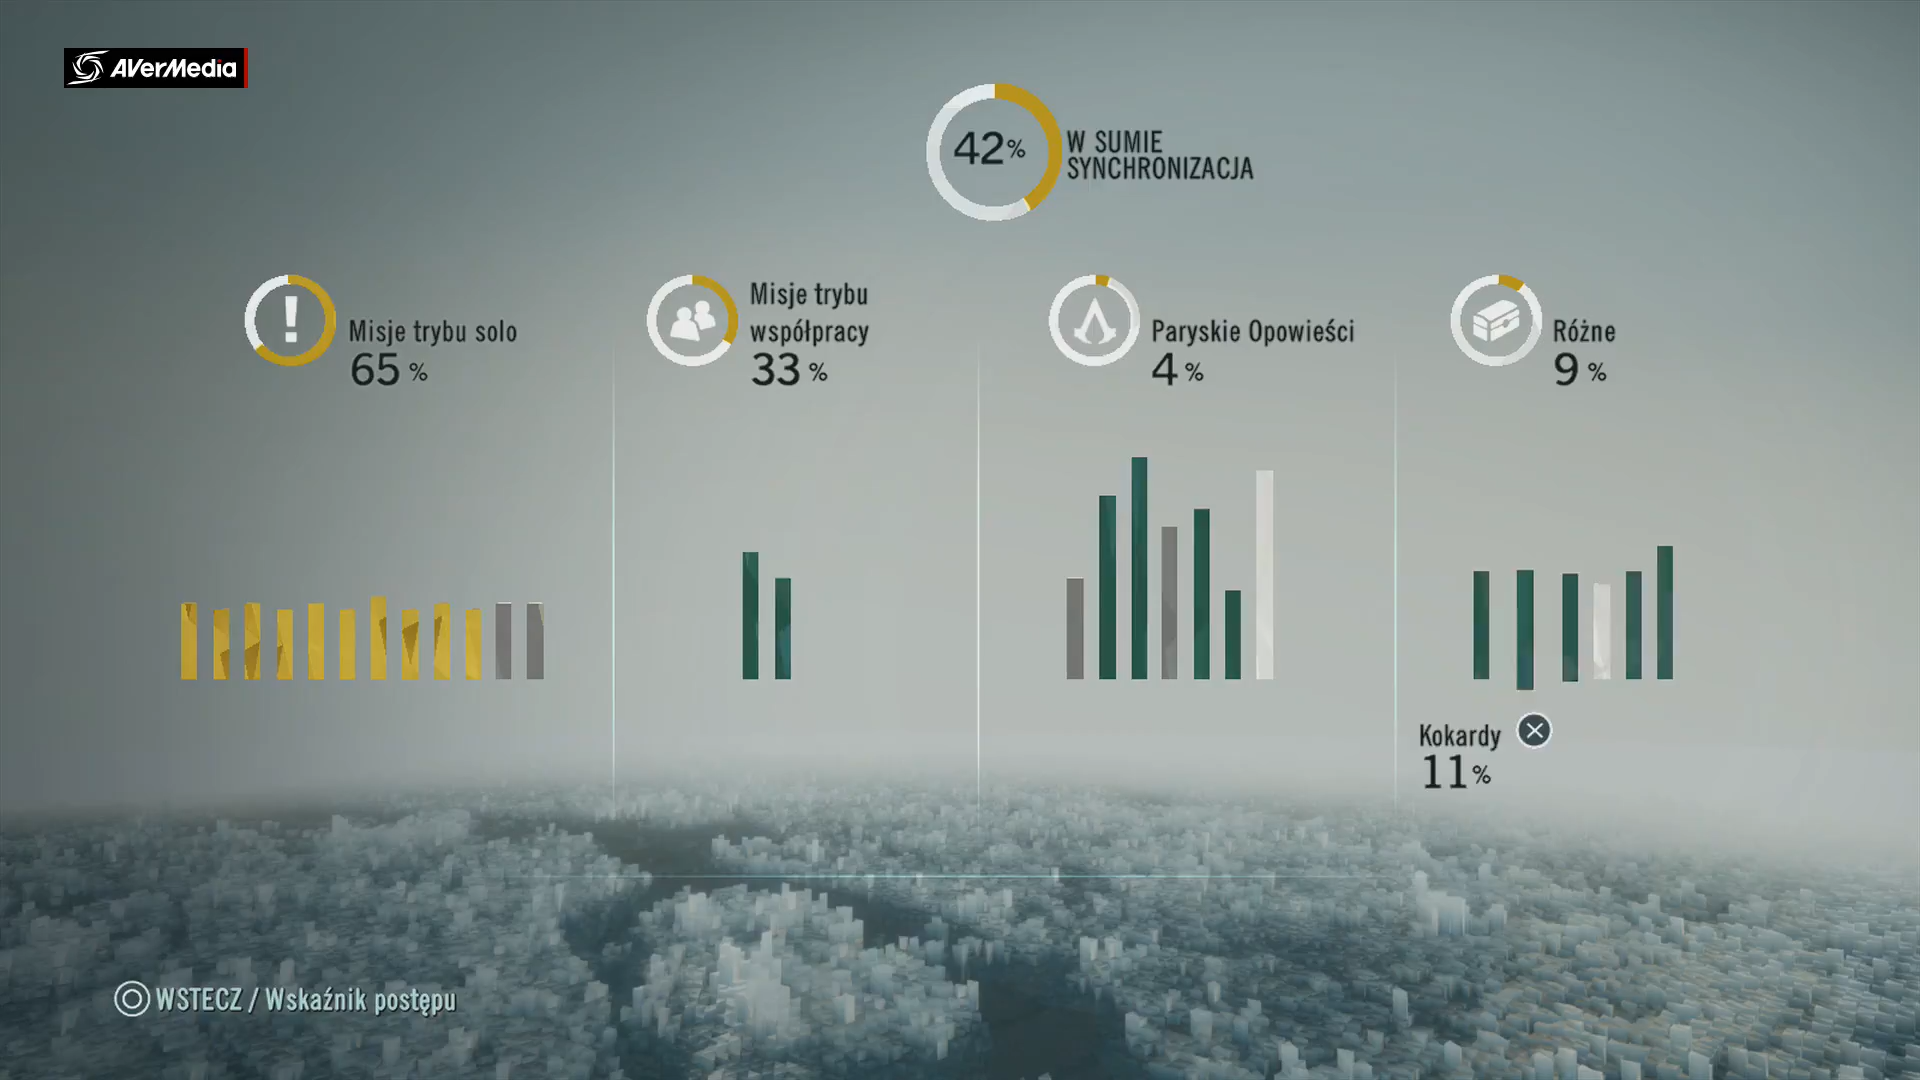 AVerMedia
42%
W SUMIE
SYNCHRONIZACJA
Misje trybu solo
65 %
Misje trybu
współpracy
33 %
Paryskie Opowieści
4 %
Różne
9 %
Kokardy
11%
WSTECZ / Wskaźnik postępu